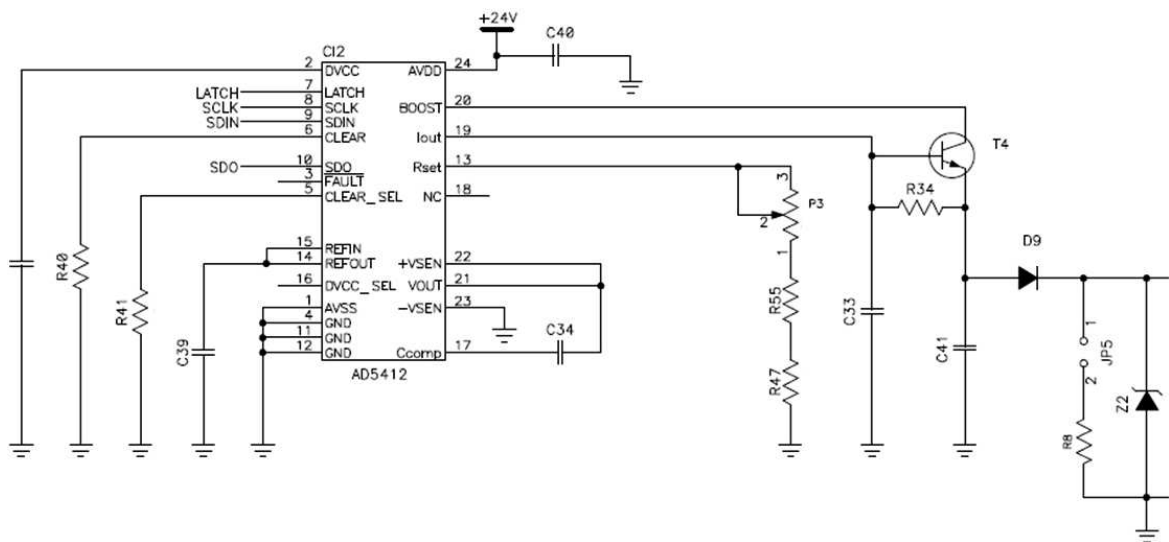 +24V
C40
CI2
2 DVCC AVDD 24
LATCH 7 LATCH
SCLK 8 SCLK BOOST 20
SDIN 9 SDIN
6 CLEAR Iout 19
T4
SDO 10 SDO Rset 13
3 FAULT
5 CLEAR_SEL NC 18
3
P3
2
1
R34
15 REFIN
14 REFOUT +VSEN 22
16 DVCC_SEL VOUT 21
1 AVSS -VSEN 23
4 GND
11 GND
12 GND Ccomp 17
AD5412
C34
R40
R41
C39
R55
R47
C33
C41
D9
1
JP5
2
R8
Z2